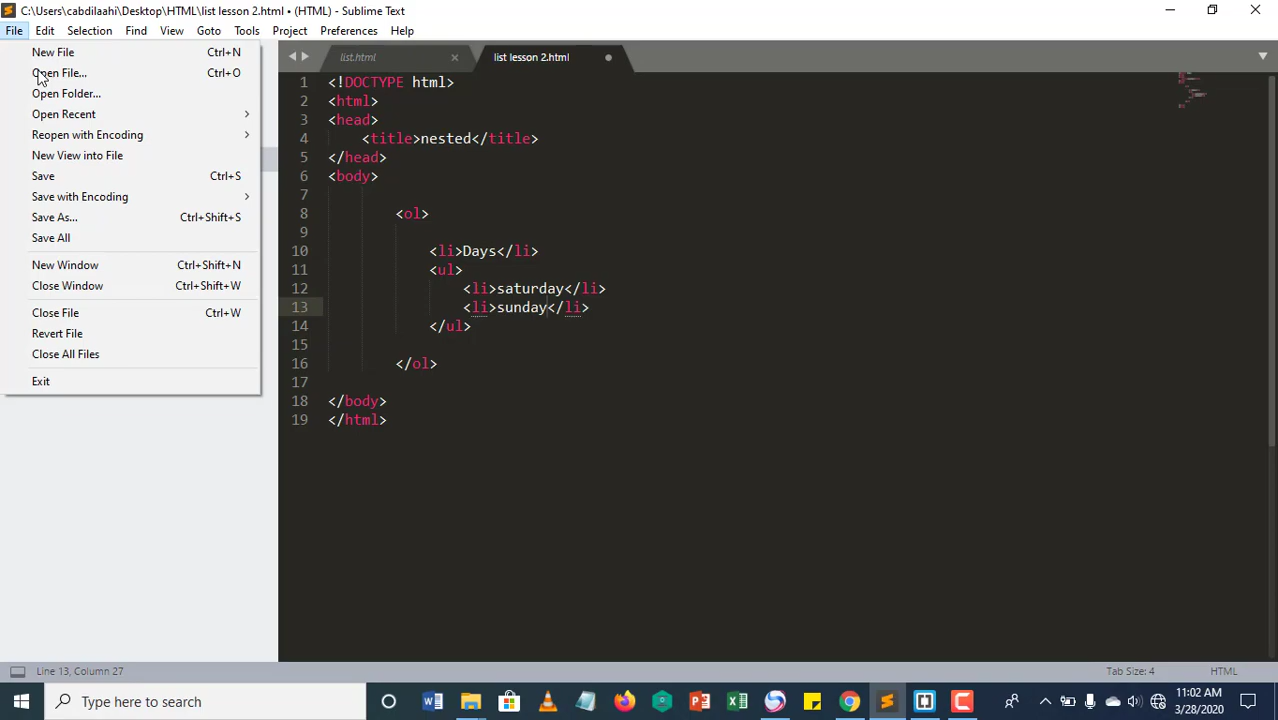 C:\Users\cabdilaahi\Desktop\HTML\list lesson 2.html • (HTML) - Sublime Text
File Edit Selection Find View Goto Tools Project Preferences Help
New File Ctrl+N
Open File... Ctrl+O
Open Folder...
Open Recent
Reopen with Encoding
New View into File
Save Ctrl+S
Save with Encoding
Save As... Ctrl+Shift+S
Save All
New Window Ctrl+Shift+N
Close Window Ctrl+Shift+W
Close File Ctrl+W
Revert File
Close All Files
Exit
list.html list lesson 2.html
1 <!DOCTYPE html>
2 <html>
3 <head>
4 <title>nested</title>
5 </head>
6 <body>
7
8 <ol>
9
10 <li>Days</li>
11 <ul>
12 <li>saturday</li>
13 <li>sunday</li>
14 </ul>
15
16 </ol>
17
18 </body>
19 </html>
Line 13, Column 27 Tab Size: 4 HTML
Type here to search
11:02 AM
3/28/2020